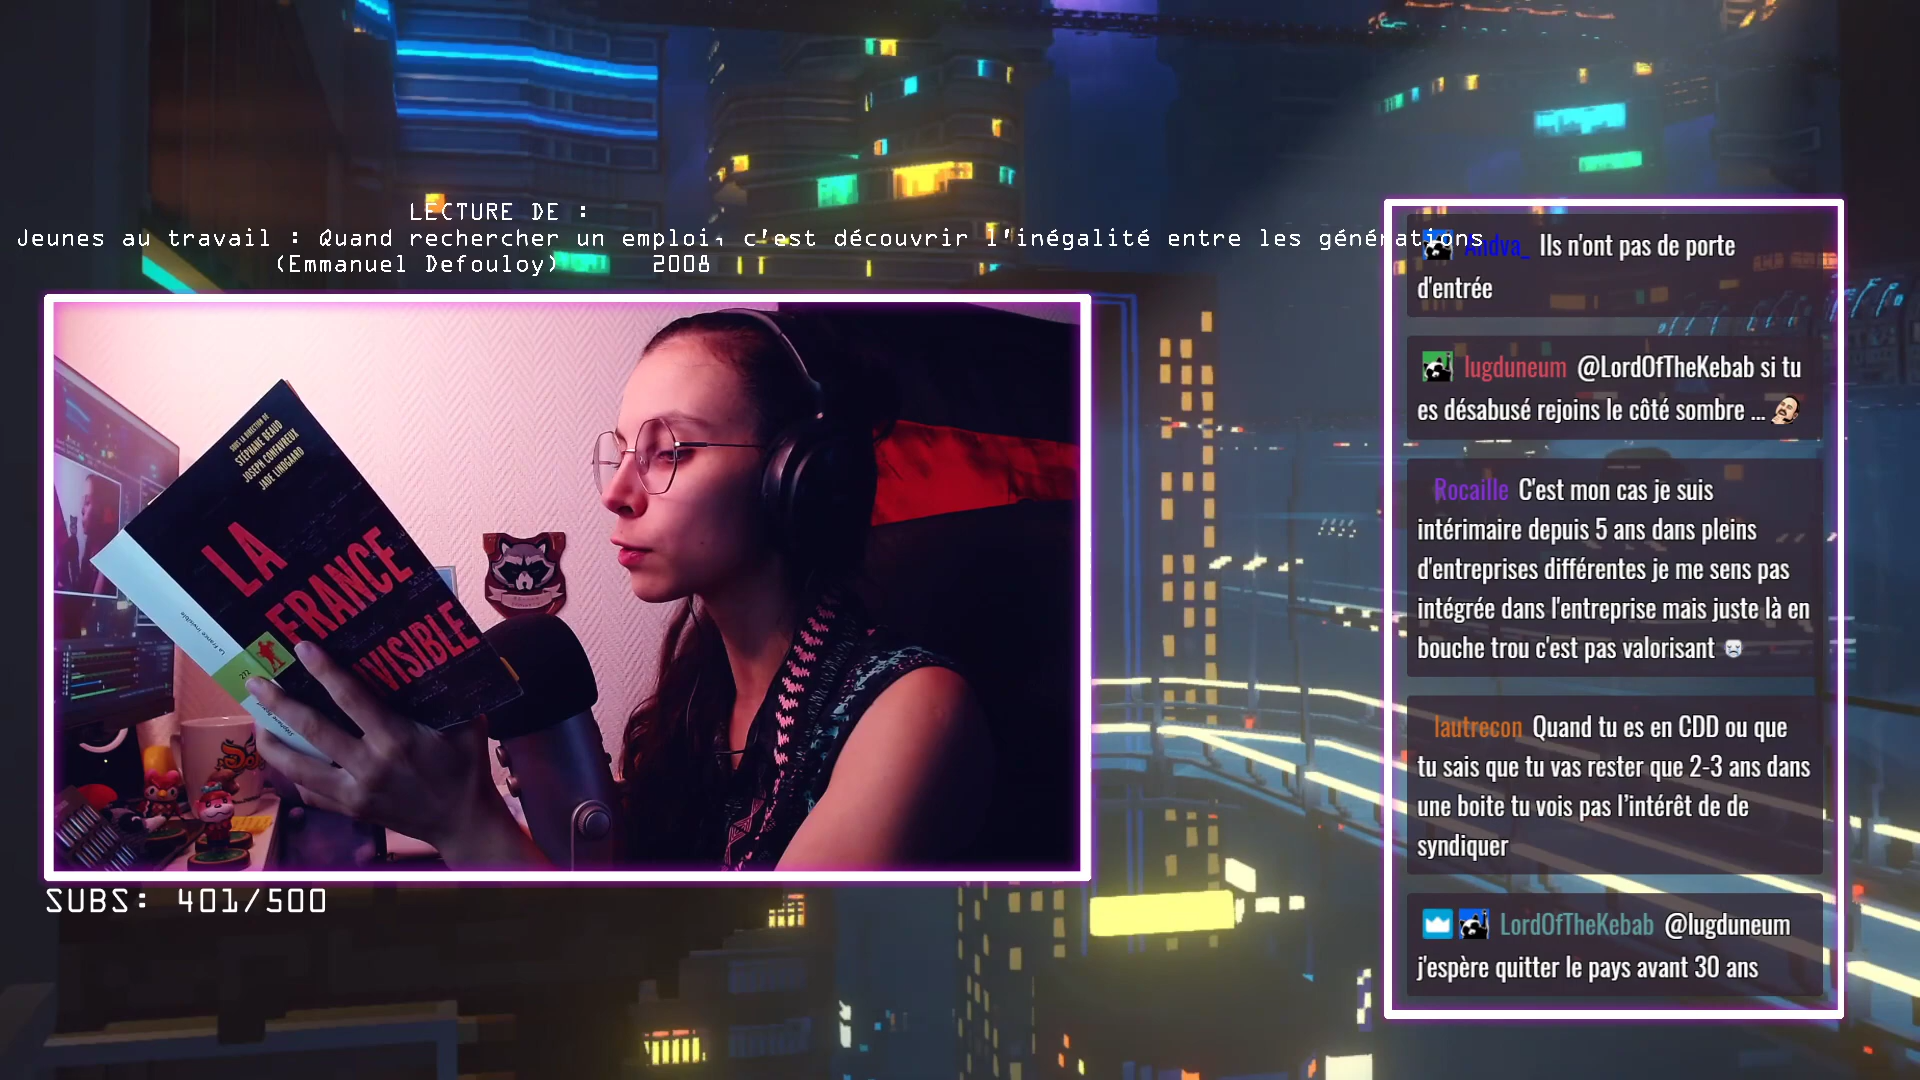 LECTURE DE :
Jeunes au travail : Quand rechercher un emploi, c'est découvrir l'inégalité entre les générations
(Emmanuel Defouloy) 2008
SOUS LA DIRECTION DE
STÉPHANE BEAUD
JOSEPH CONFAVREUX
JADE LINDGAARD
LA
FRANCE
INVISIBLE
La France invisible
272
SUBS: 401/500
Andva_ Ils n'ont pas de porte
d'entrée
lugduneum @LordOfTheKebab si tu
es désabusé rejoins le côté sombre ...
Rocaille C'est mon cas je suis
intérimaire depuis 5 ans dans pleins
d'entreprises différentes je me sens pas
intégrée dans l'entreprise mais juste là en
bouche trou c'est pas valorisant
lautrecon Quand tu es en CDD ou que
tu sais que tu vas rester que 2-3 ans dans
une boite tu vois pas l’intérêt de de
syndiquer
LordOfTheKebab @lugduneum
j'espère quitter le pays avant 30 ans